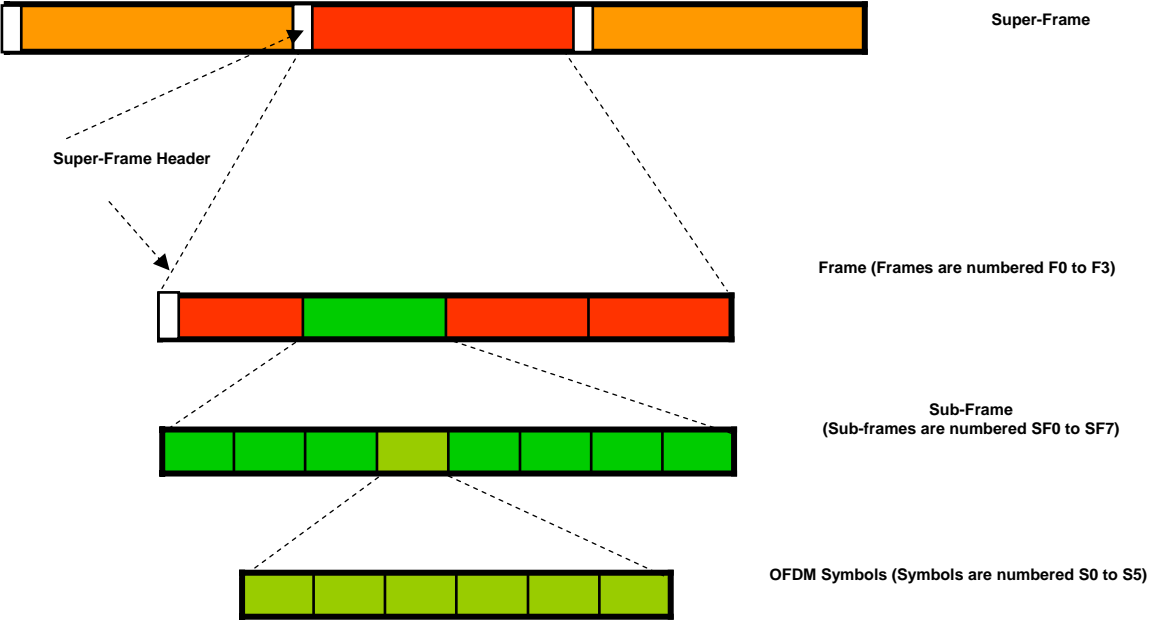 Super-Frame
Super-Frame Header
Frame (Frames are numbered F0 to F3)
Sub-Frame
(Sub-frames are numbered SF0 to SF7)
OFDM Symbols (Symbols are numbered S0 to S5)